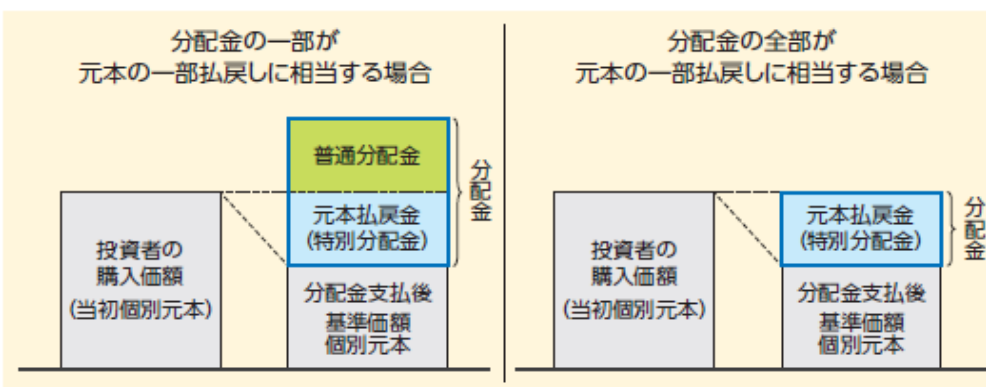 分配金の一部が
元本の一部払戻しに相当する場合
普通分配金
元本払戻金
(特別分配金)
分配金
投資者の
購入価額
(当初個別元本)
分配金支払後
基準価額
個別元本
分配金の全部が
元本の一部払戻しに相当する場合
元本払戻金
(特別分配金)
分配金
投資者の
購入価額
(当初個別元本)
分配金支払後
基準価額
個別元本